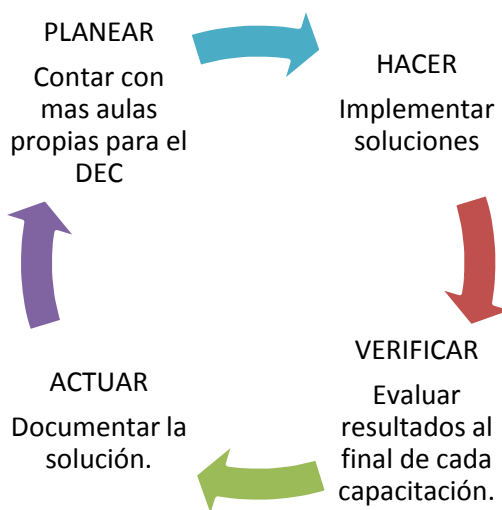 PLANEAR
Contar con
mas aulas
propias para el
DEC
HACER
Implementar
soluciones
VERIFICAR
Evaluar
resultados al
final de cada
capacitación.
ACTUAR
Documentar la
solución.